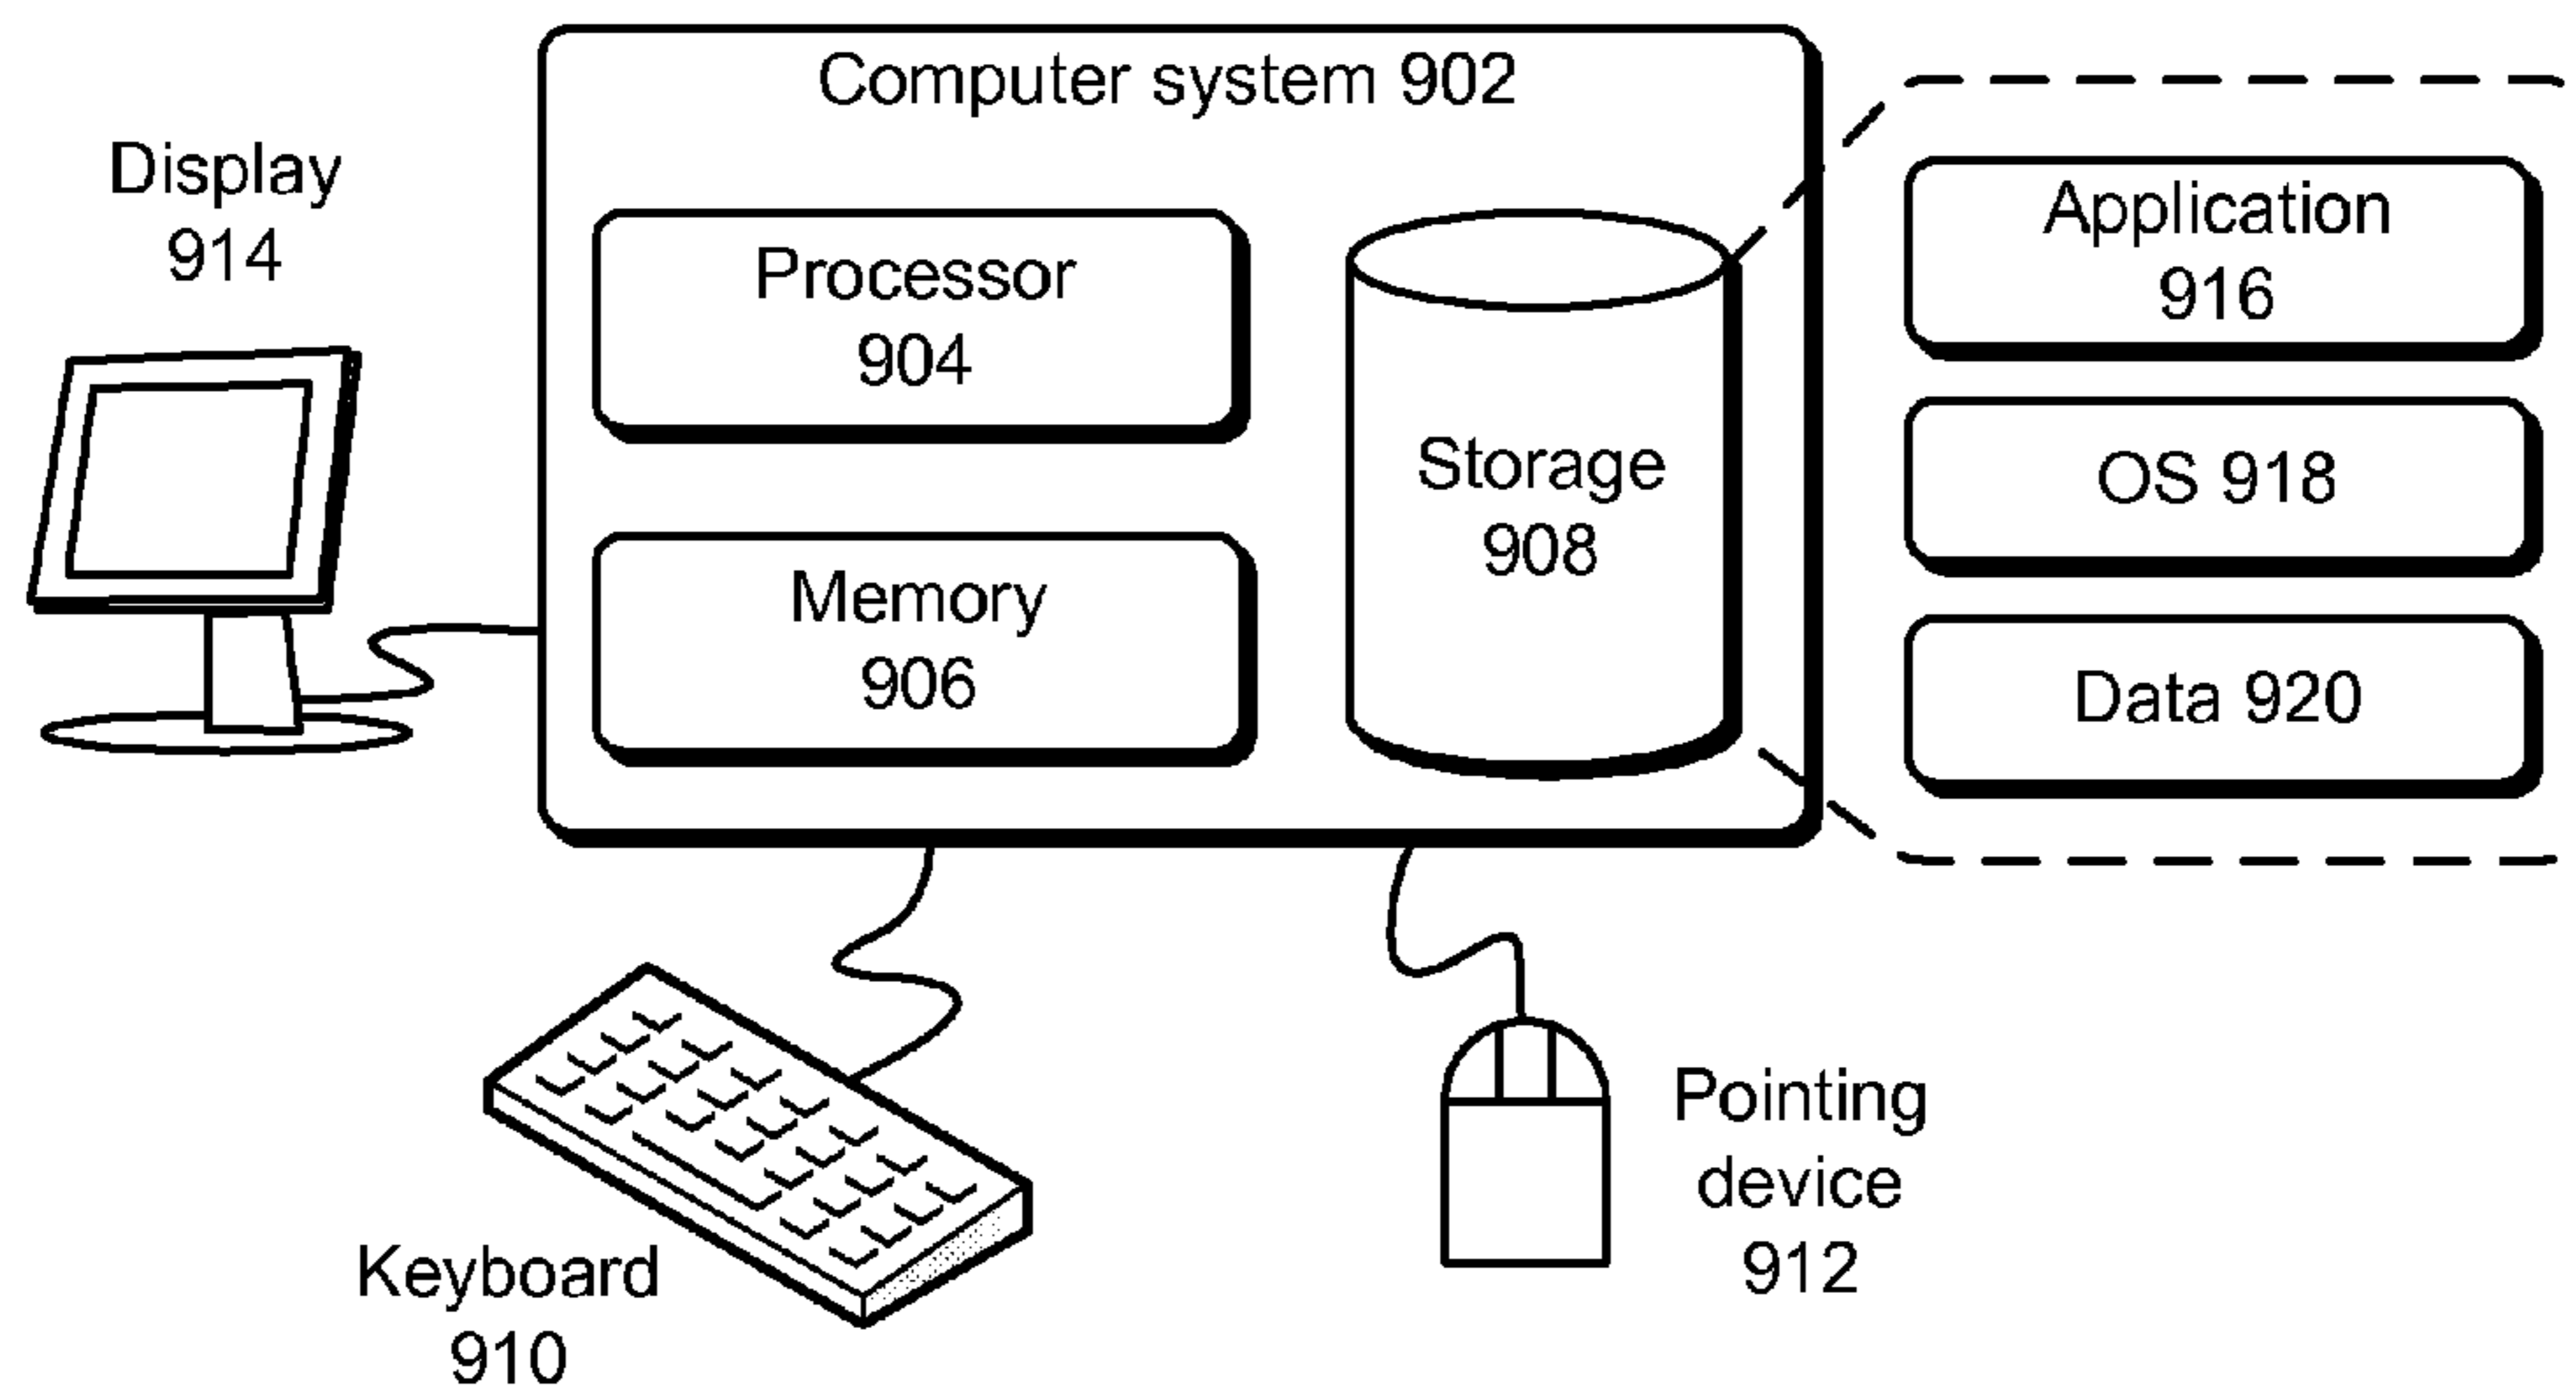 Computer system 902
Display
914
Processor
904
Memory
906
Storage
908
Application
916
OS 918
Data 920
Keyboard
910
Pointing
device
912